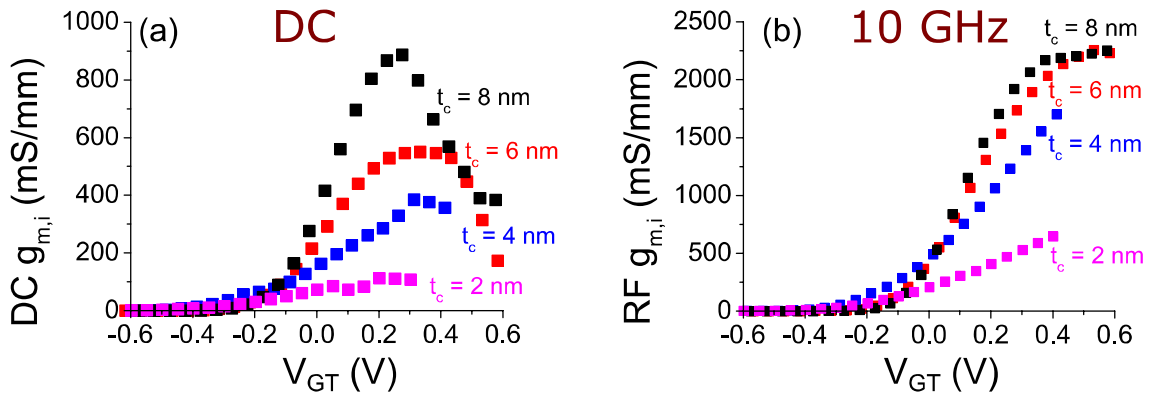 (a) DC
DC g_m,i (mS/mm)
1000
800
600
400
200
0
t_c = 8 nm
t_c = 6 nm
t_c = 4 nm
t_c = 2 nm
-0.6 -0.4 -0.2 0.0 0.2 0.4 0.6
V_GT (V)
(b) 10 GHz
RF g_m,i (mS/mm)
2500
2000
1500
1000
500
0
t_c = 8 nm
t_c = 6 nm
t_c = 4 nm
t_c = 2 nm
-0.6 -0.4 -0.2 0.0 0.2 0.4 0.6
V_GT (V)